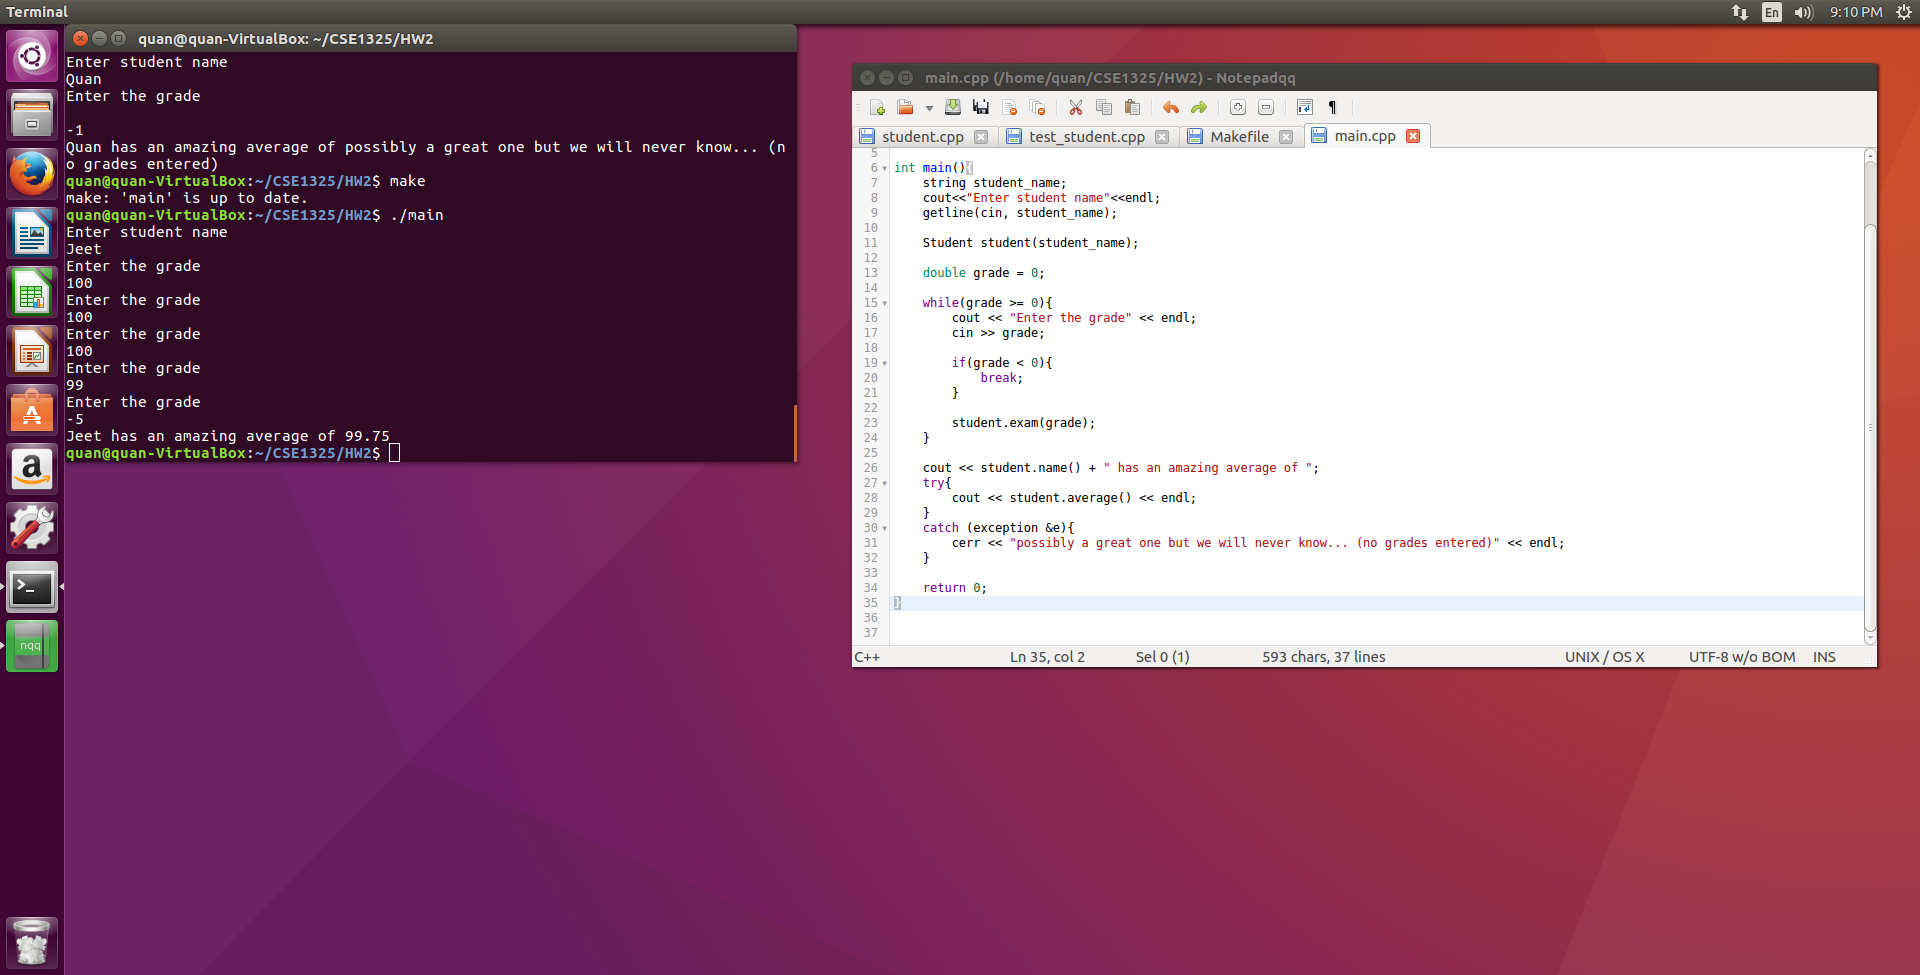 Terminal
En
9:10 PM
quan@quan-VirtualBox: ~/CSE1325/HW2
Enter student name
Quan
Enter the grade
-1
Quan has an amazing average of possibly a great one but we will never know... (n
o grades entered)
quan@quan-VirtualBox:~/CSE1325/HW2$ make
make: 'main' is up to date.
quan@quan-VirtualBox:~/CSE1325/HW2$ ./main
Enter student name
Jeet
Enter the grade
100
Enter the grade
100
Enter the grade
100
Enter the grade
99
Enter the grade
-5
Jeet has an amazing average of 99.75
quan@quan-VirtualBox:~/CSE1325/HW2$
nqq
main.cpp (/home/quan/CSE1325/HW2) - Notepadqq
student.cpp test_student.cpp Makefile main.cpp
5
6 int main(){
7 string student_name;
8 cout<<"Enter student name"<<endl;
9 getline(cin, student_name);
10
11 Student student(student_name);
12
13 double grade = 0;
14
15 while(grade >= 0){
16 cout << "Enter the grade" << endl;
17 cin >> grade;
18
19 if(grade < 0){
20 break;
21 }
22
23 student.exam(grade);
24 }
25
26 cout << student.name() + " has an amazing average of ";
27 try{
28 cout << student.average() << endl;
29 }
30 catch (exception &e){
31 cerr << "possibly a great one but we will never know... (no grades entered)" << endl;
32 }
33
34 return 0;
35 }
36
37
C++ Ln 35, col 2 Sel 0 (1) 593 chars, 37 lines UNIX / OS X UTF-8 w/o BOM INS